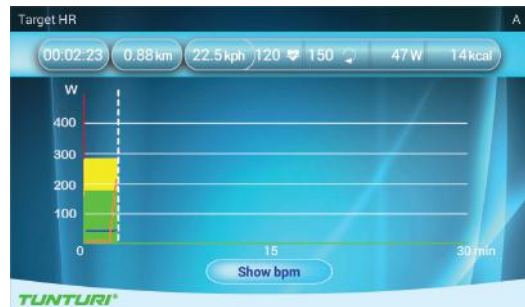 Target HR A
00:02:23 0.88 km 22.5 kph 120 150 47 W 14 kcal
W
400
300
200
100
0 15 30 min
Show bpm
TUNTURI®